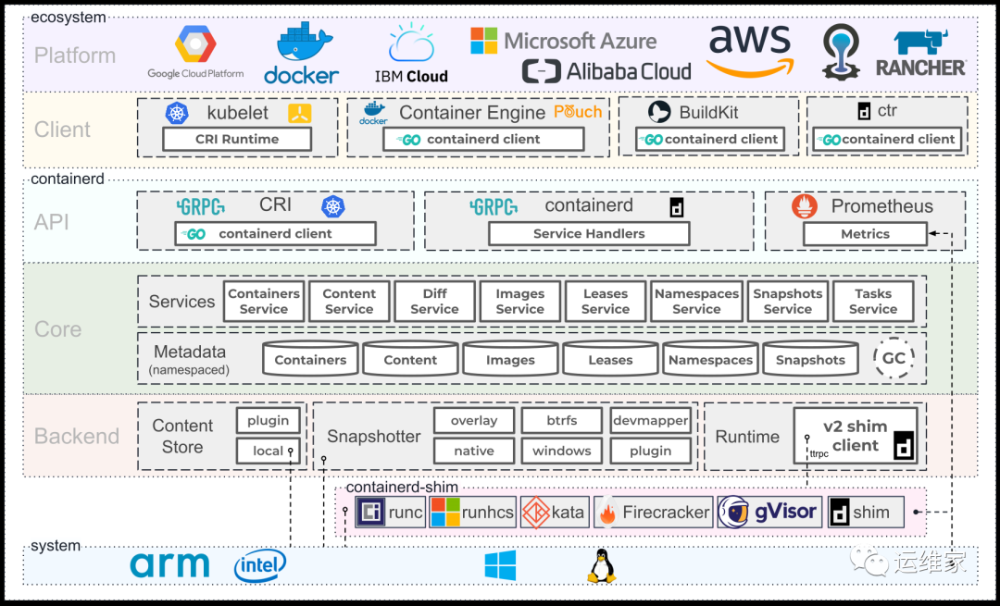 ecosystem
Platform
Google Cloud Platform
docker
IBM Cloud
Microsoft Azure
Alibaba Cloud
aws
RANCHER
Client
kubelet
CRI Runtime
docker
Container Engine
Pouch
GO containerd client
BuildKit
GO containerd client
ctr
GO containerd client
containerd
API
GRPC
CRI
GO containerd client
GRPC
containerd
Service Handlers
Prometheus
Metrics
Core
Services
Containers
Service
Content
Service
Diff
Service
Images
Service
Leases
Service
Namespaces
Service
Snapshots
Service
Tasks
Service
Metadata
(namespaced)
Containers
Content
Images
Leases
Namespaces
Snapshots
GC
Backend
Content
Store
plugin
local
Snapshotter
overlay
btrfs
devmapper
native
windows
plugin
Runtime
v2 shim
client
ttrpc
containerd-shim
runc
runhcs
kata
Firecracker
gVisor
shim
system
arm
intel
运维家